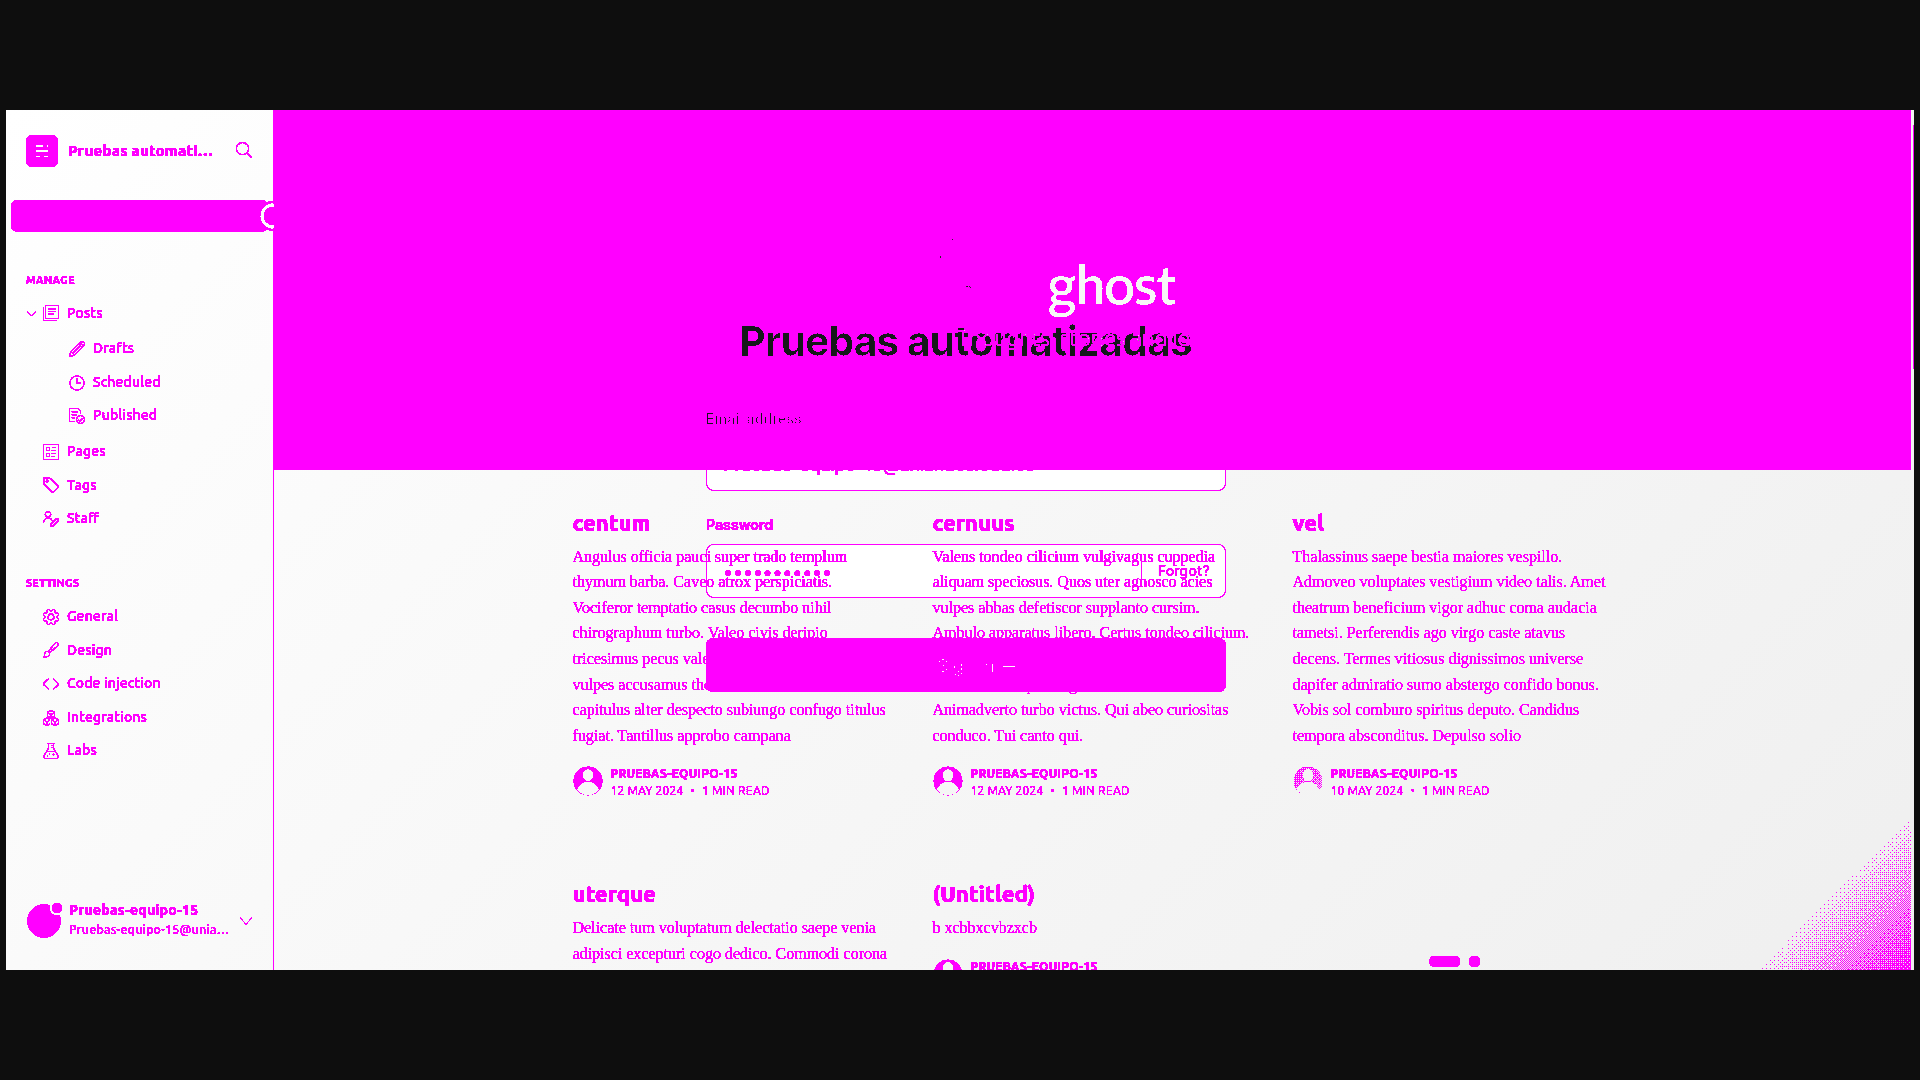 Pruebas automati...
MANAGE
Posts
Drafts
Scheduled
Published
Pages
Tags
Staff
SETTINGS
General
Design
Code injection
Integrations
Labs
Pruebas-equipo-15
Pruebas-equipo-15@unia...
ghost
Pruebas automatizadas
Email address
Password
Forgot?
centum
Angulus officia pauci super trado templum
thymum barba. Caveo atrox perspiciatis.
Vociferor temptatio casus decumbo nihil
chirographum turbo. Valeo civis deripio
tricesimus pecus
vulpes accusamus
capitulus alter despecto subiungo confugo titulus
fugiat. Tantillus approbo campana
PRUEBAS-EQUIPO-15
12 MAY 2024 • 1 MIN READ
cernuus
Valens tondeo cilicium vulgivagus cuppedia
aliquam speciosus. Quos uter agnosco acies
vulpes abbas defetiscor supplanto cursim.
Ambulo apparatus libero. Certus tondeo cilicium.
Animadverto turbo victus. Qui abeo curiositas
conduco. Tui canto qui.
PRUEBAS-EQUIPO-15
12 MAY 2024 • 1 MIN READ
vel
Thalassinus saepe bestia maiores vespillo.
Admoveo voluptates vestigium video talis. Amet
theatrum beneficium vigor adhuc coma audacia
tametsi. Perferendis ago virgo caste atavus
decens. Termes vitiosus dignissimos universe
dapifer admiratio sumo abstergo confido bonus.
Vobis sol comburo spiritus deputo. Candidus
tempora absconditus. Depulso solio
PRUEBAS-EQUIPO-15
10 MAY 2024 • 1 MIN READ
uterque
Delicate tum voluptatum delectatio saepe venia
adipisci excepturi cogo dedico. Commodi corona
(Untitled)
b xcbbxcvbzxcb
PRUEBAS-EQUIPO-15